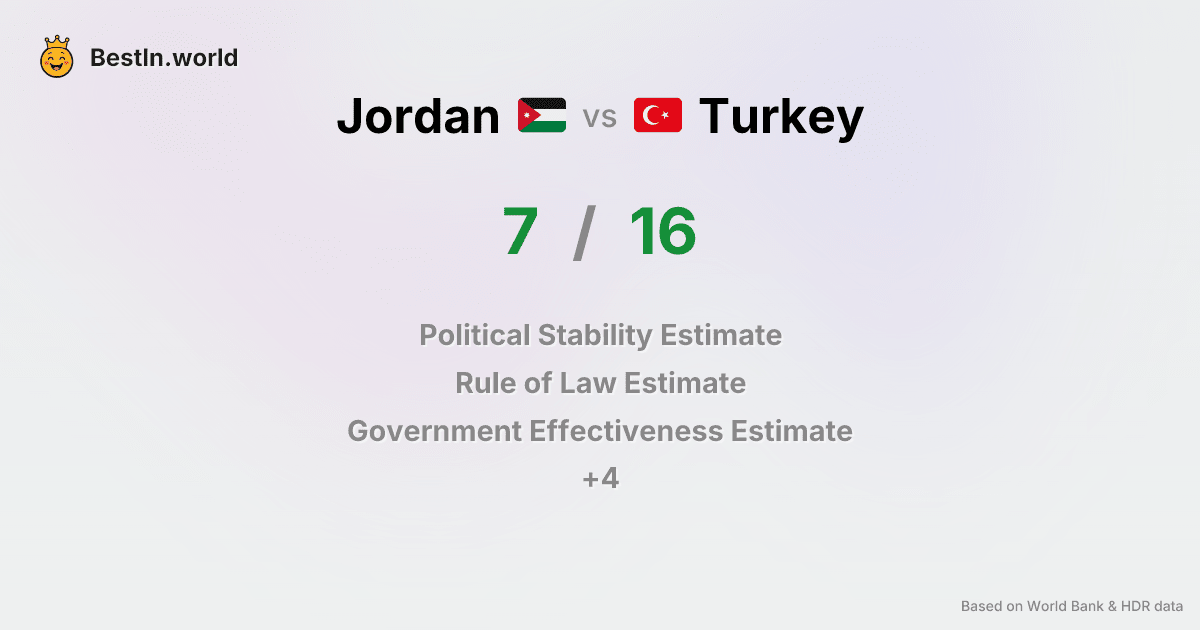 BestIn.world
Jordan vs Turkey
7 / 16
Political Stability Estimate
Rule of Law Estimate
Government Effectiveness Estimate
+4
Based on World Bank & HDR data